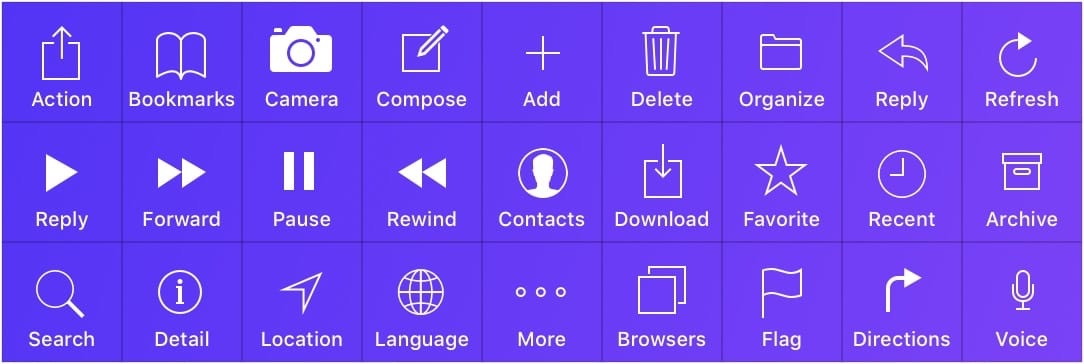 Action Bookmarks Camera Compose Add Delete Organize Reply Refresh
Reply Forward Pause Rewind Contacts Download Favorite Recent Archive
Search Detail Location Language More Browsers Flag Directions Voice